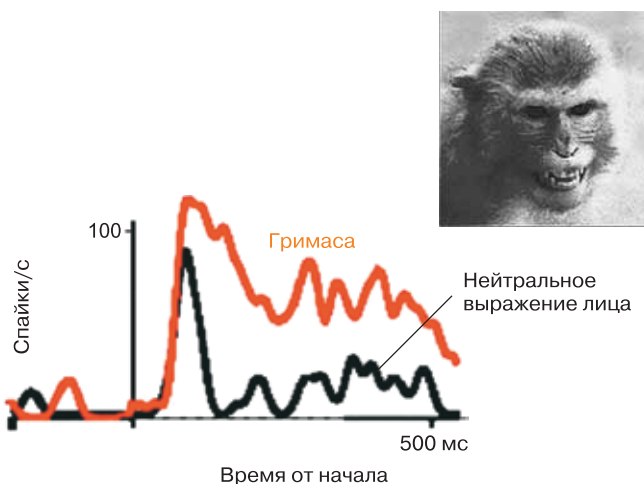 100
Гримаса
Нейтральное
выражение лица
Спайки/с
500 мс
Время от начала